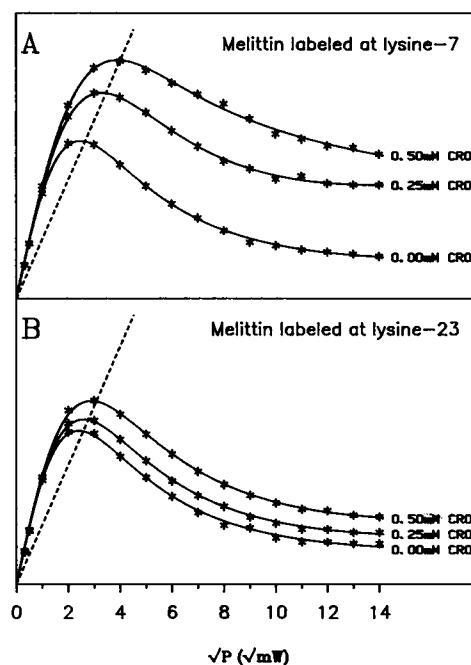 A
Melittin labeled at lysine-7
0.50mM CRO
0.25mM CRO
0.00mM CRO
B
Melittin labeled at lysine-23
0.50mM CRO
0.25mM CRO
0.00mM CRO
0 2 4 6 8 10 12 14
√P (√mW)